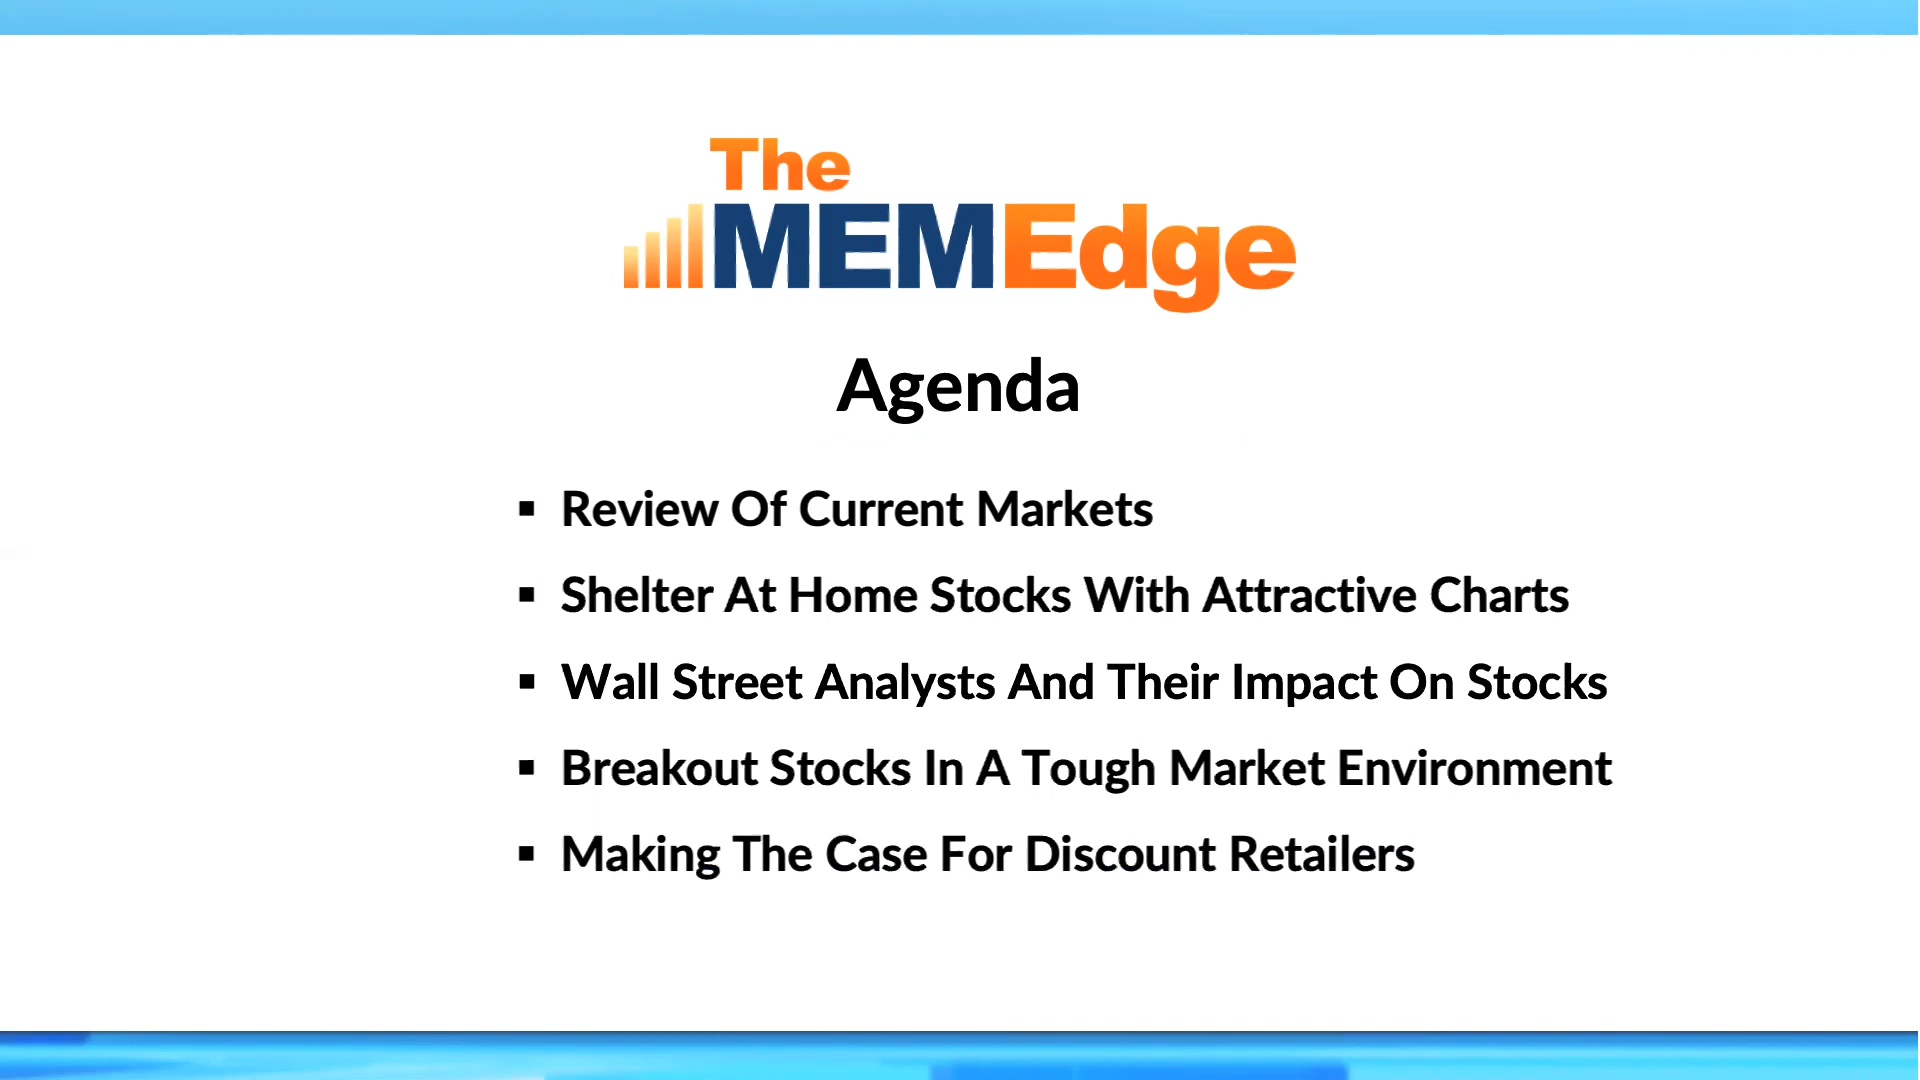 The
MEMEdge
Agenda
▪ Review Of Current Markets
▪ Shelter At Home Stocks With Attractive Charts
▪ Wall Street Analysts And Their Impact On Stocks
▪ Breakout Stocks In A Tough Market Environment
▪ Making The Case For Discount Retailers